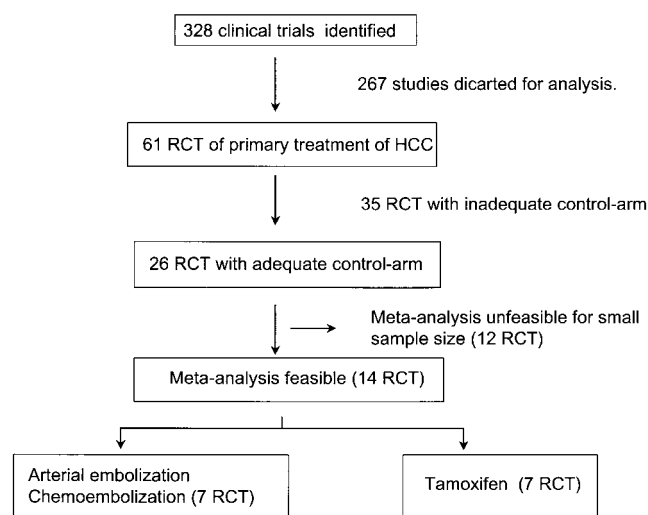 328 clinical trials identified
267 studies dicarted for analysis.
61 RCT of primary treatment of HCC
35 RCT with inadequate control-arm
26 RCT with adequate control-arm
Meta-analysis unfeasible for small
sample size (12 RCT)
Meta-analysis feasible (14 RCT)
Arterial embolization
Chemoembolization (7 RCT)
Tamoxifen (7 RCT)